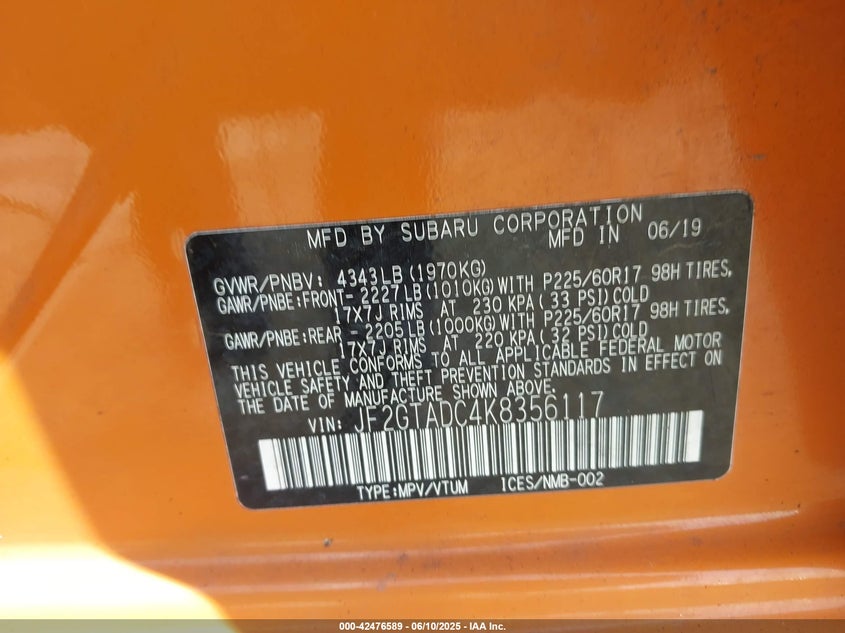 MFD BY SUBARU CORPORATION
MFD IN 06/19
GVWR/PNBV: 4343LB(1970KG)
GAWR/PNBE:FRONT- 2227LB(1010KG)WITH P225/60R17 98H TIRES,
17X7J RIMS AT 230 KPA( 33 PSI)COLD
GAWR/PNBE:REAR - 2205LB(1000KG)WITH P225/60R17 98H TIRES,
17X7J RIMS AT 220 KPA( 32 PSI)COLD
THIS VEHICLE CONFORMS TO ALL APPLICABLE FEDERAL MOTOR
VEHICLE SAFETY AND THEFT PREVENTION STANDARDS IN EFFECT ON
THE DATE OF MANUFACTURE SHOWN ABOVE.
VIN: JF2GTADC4K8356117
TYPE:MPV/VTUM ICES/NMB-002
000-42476589 - 06/10/2025 - IAA Inc.